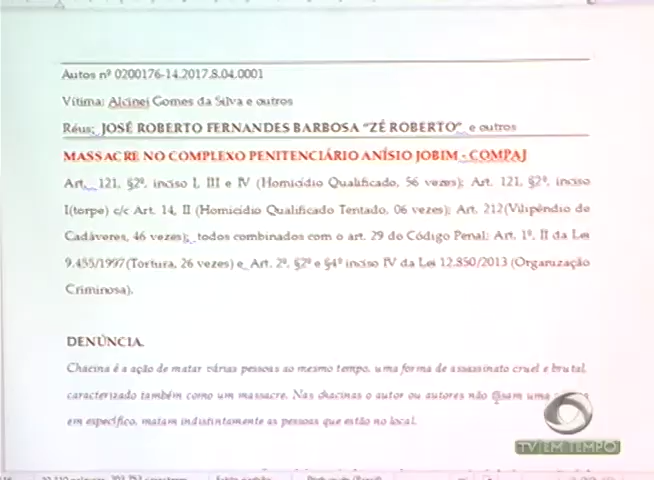 Autos nº 0200176-14.2017.8.04.0001
Vítima: Alcinei Gomes da Silva e outros
Réus: JOSÉ ROBERTO FERNANDES BARBOSA "ZÉ ROBERTO" e outros
MASSACRE NO COMPLEXO PENITENCIÁRIO ANÍSIO JOBIM - COMPAJ
Art. 121, §2º, inciso I, III e IV (Homicídio Qualificado, 56 vezes); Art. 121, §2º, inciso
I(torpe) c/c Art. 14, II (Homicídio Qualificado Tentado, 06 vezes); Art. 212(Vilipêndio de
Cadáveres, 46 vezes); todos combinados com o art. 29 do Código Penal; Art. 1º, II da Lei
9.455/1997(Tortura, 26 vezes) e Art. 2º, §2º e §4º inciso IV da Lei 12.850/2013 (Organização
Criminosa).
DENÚNCIA.
Chacina é a ação de matar várias pessoas ao mesmo tempo, uma forma de assassinato cruel e brutal,
caracterizado também como um massacre. Nas chacinas o autor ou autores não visam uma
em específico, matam indistintamente as pessoas que estão no local.
TV EM TEMPO